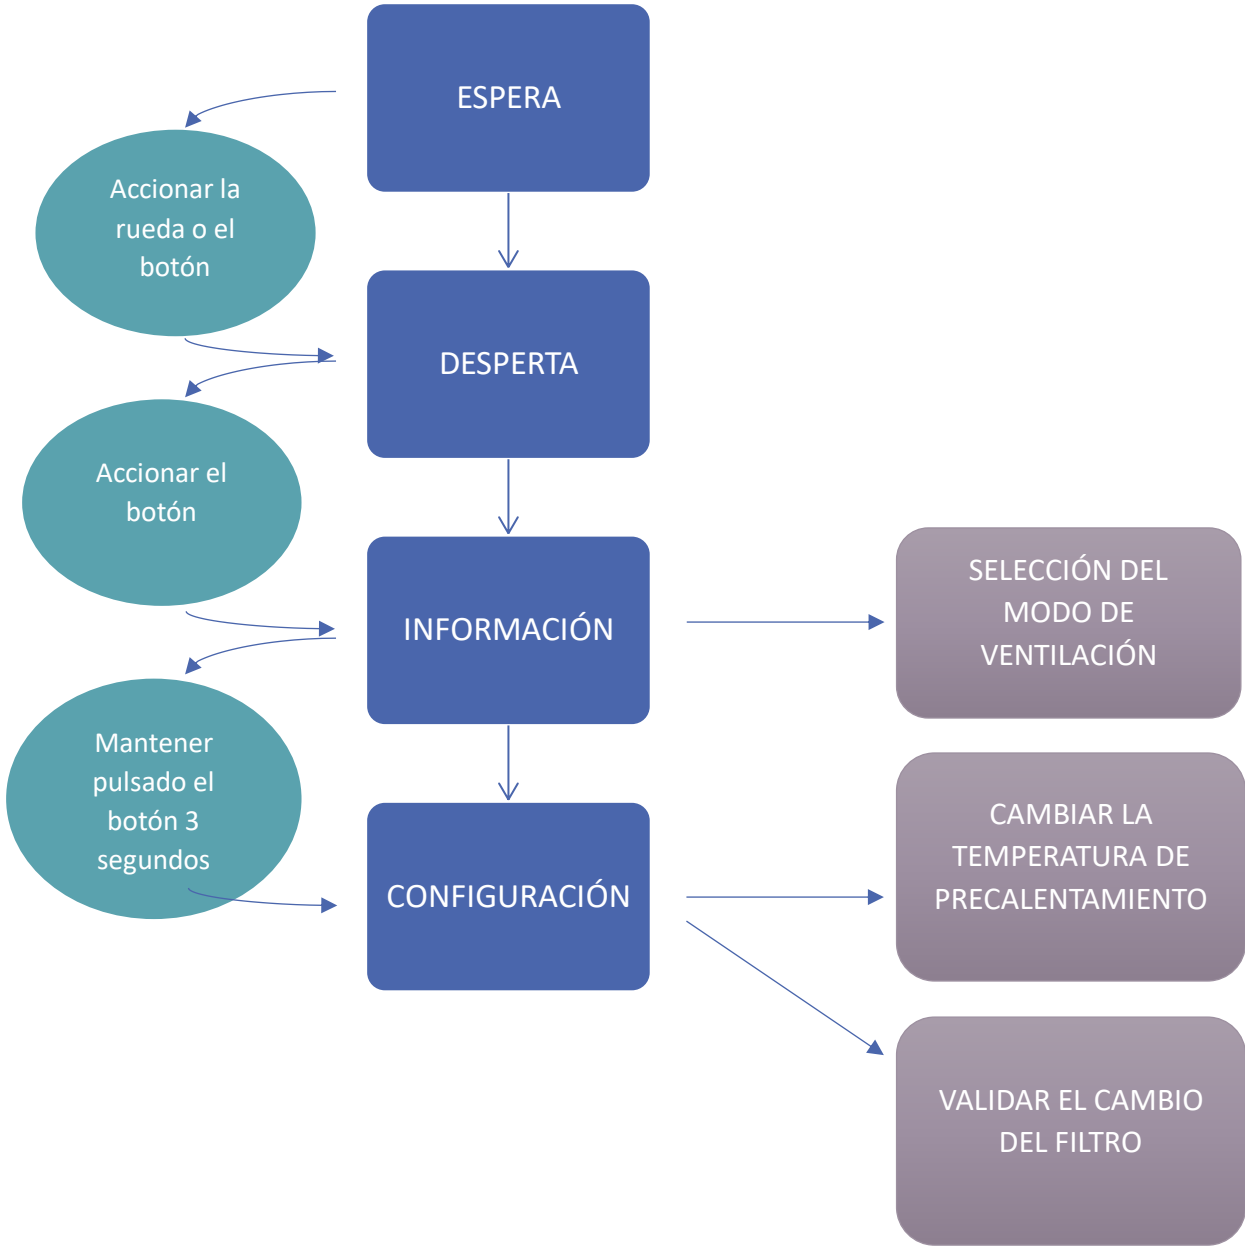 ESPERA
Accionar la
rueda o el
botón
DESPERTA
Accionar el
botón
INFORMACIÓN
SELECCIÓN DEL
MODO DE
VENTILACIÓN
Mantener
pulsado el
botón 3
segundos
CONFIGURACIÓN
CAMBIAR LA
TEMPERATURA DE
PRECALENTAMIENTO
VALIDAR EL CAMBIO
DEL FILTRO